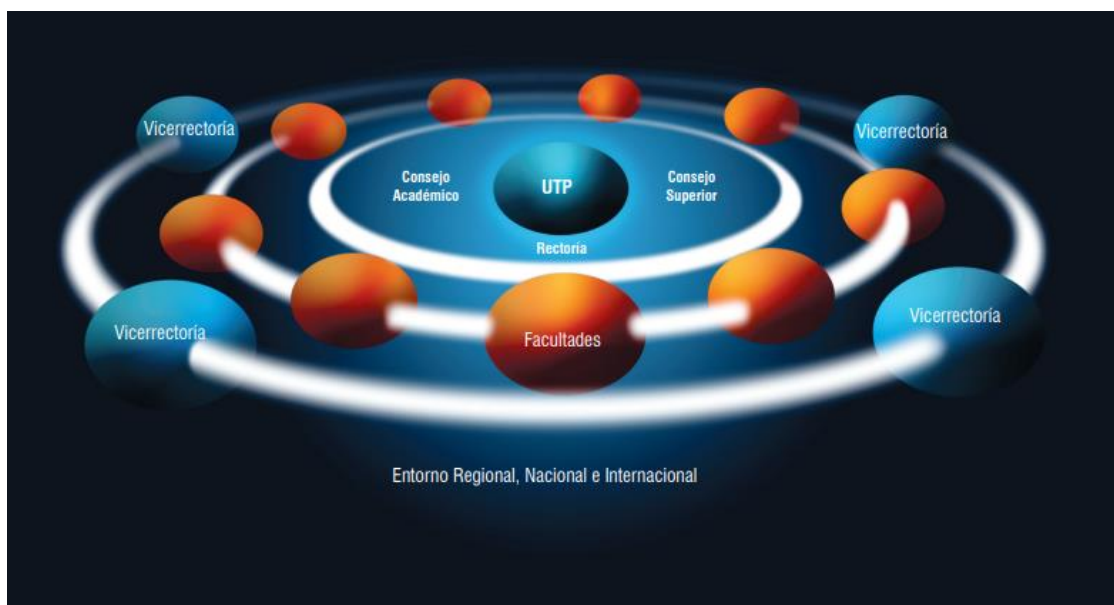 Vicerrectoría
Vicerrectoría
Consejo
Académico
UTP
Consejo
Superior
Rectoría
Vicerrectoría
Facultades
Vicerrectoría
Entorno Regional, Nacional e Internacional